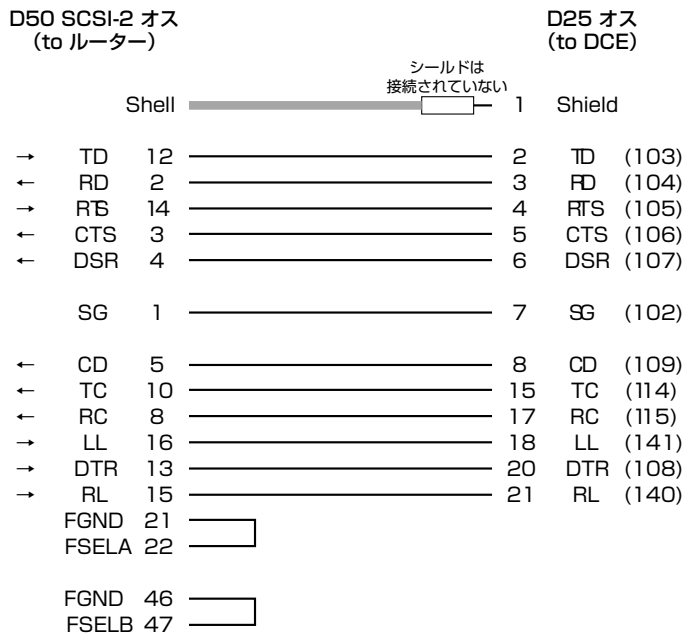 D50 SCSI-2 オス D25 オス
(to ルーター) (to DCE)
シールドは
接続されていない
Shell 1 Shield
→ TD 12 2 TD (103)
← RD 2 3 RD (104)
→ RTS 14 4 RTS (105)
← CTS 3 5 CTS (106)
← DSR 4 6 DSR (107)
SG 1 7 SG (102)
← CD 5 8 CD (109)
← TC 10 15 TC (114)
← RC 8 17 RC (115)
→ LL 16 18 LL (141)
→ DTR 13 20 DTR (108)
→ RL 15 21 RL (140)
FGND 21
FSELA 22
FGND 46
FSELB 47